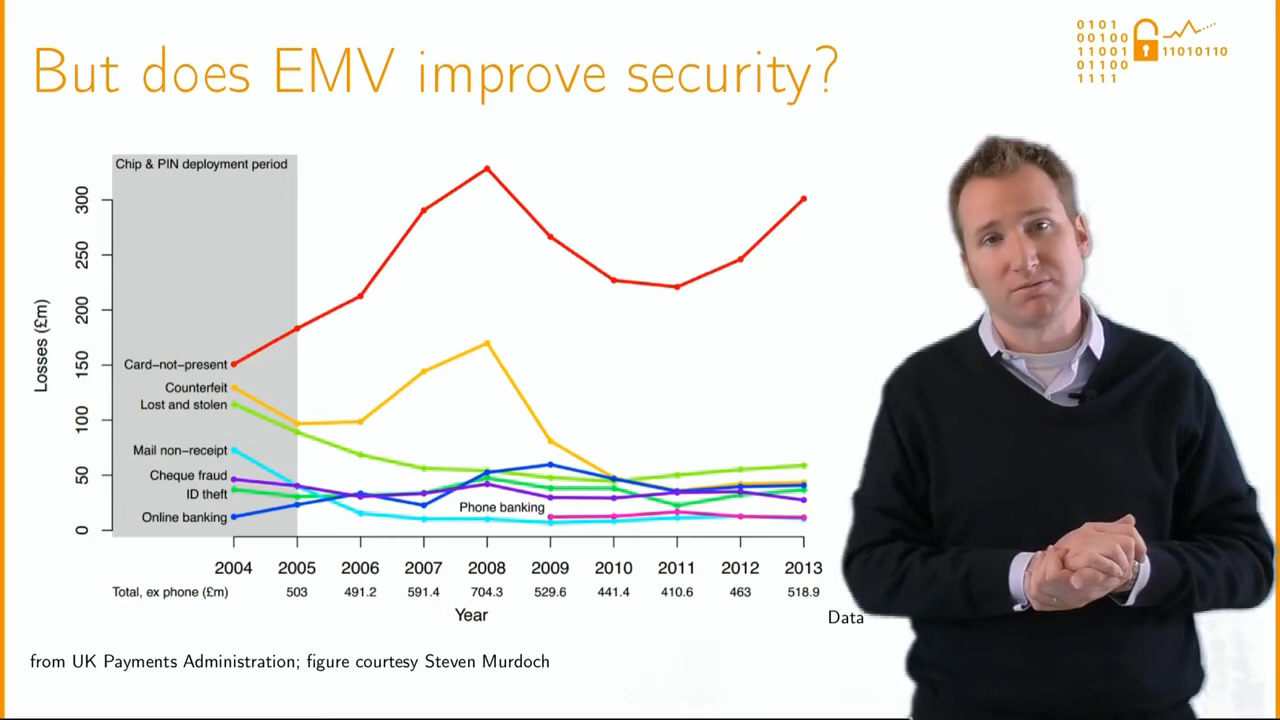 But does EMV improve security?
0101
00100
11001 11010110
01100
1111
Chip & PIN deployment period
Losses (£m)
300
250
200
150
100
50
0
Card−not−present
Counterfeit
Lost and stolen
Mail non−receipt
Cheque fraud
ID theft
Online banking
Phone banking
2004 2005 2006 2007 2008 2009 2010 2011 2012 2013
Total, ex phone (£m) 503 491.2 591.4 704.3 529.6 441.4 410.6 463 518.9
Year
Data
from UK Payments Administration; figure courtesy Steven Murdoch